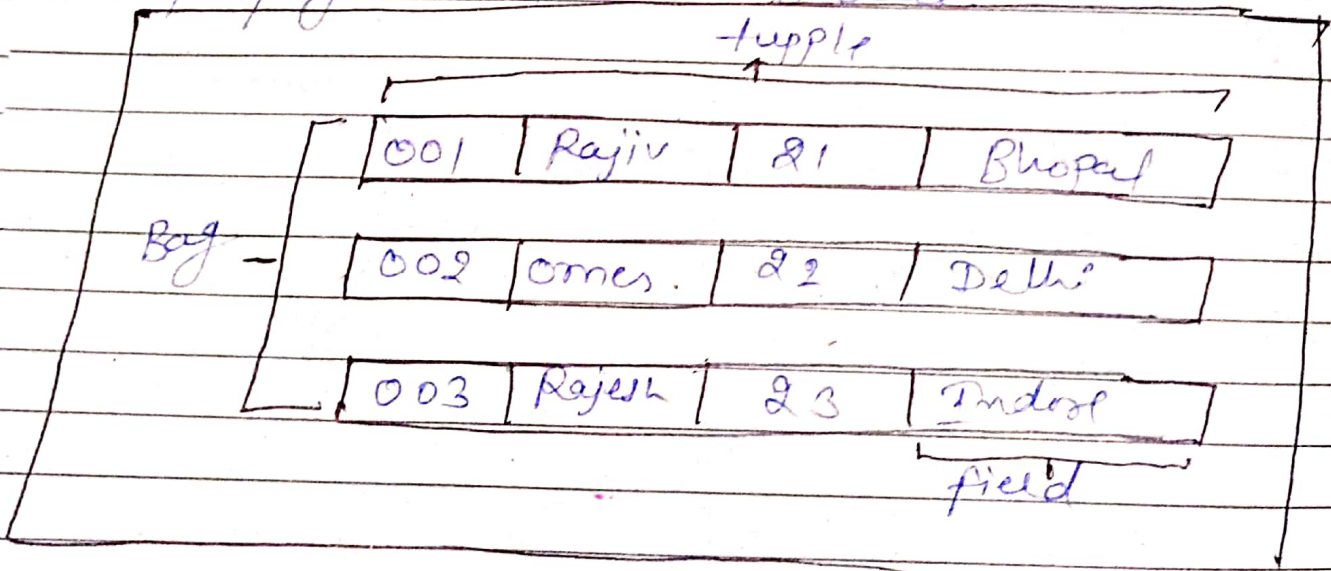 tupple
001 Rajiv 21 Bhopal
Bag -
002 omes. 22 Delhi
003 Rajesh 23 Indore
field